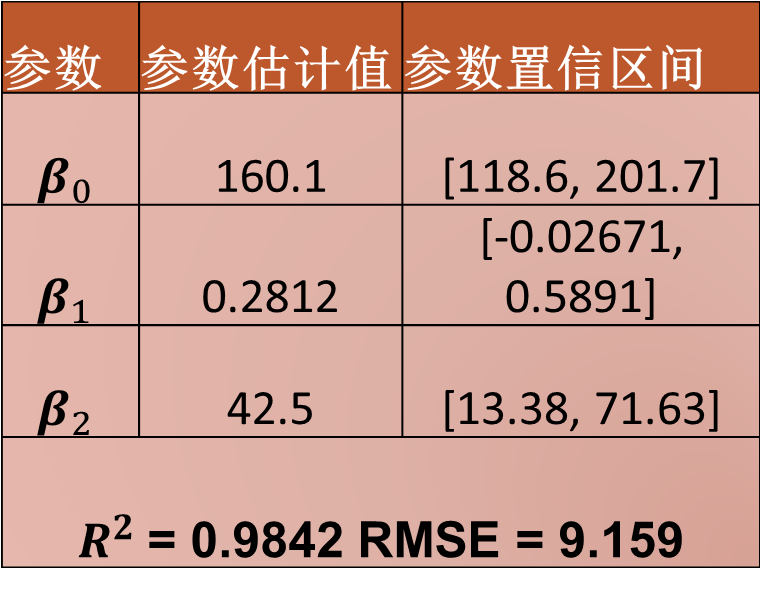 参数 参数估计值 参数置信区间
β0 160.1 [118.6, 201.7]
β1 0.2812 [-0.02671,
0.5891]
β2 42.5 [13.38, 71.63]
R² = 0.9842 RMSE = 9.159